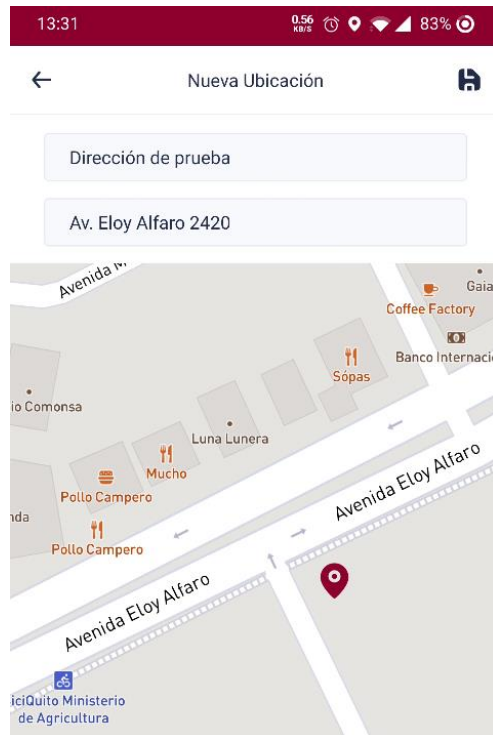 13:31
0.56 KB/S
83%
Nueva Ubicación
Dirección de prueba
Av. Eloy Alfaro 2420
Avenida
Gaia
Coffee Factory
Banco Internaci
Sópas
io Comonsa
Luna Lunera
Mucho
Pollo Campero
nda
Pollo Campero
Avenida Eloy Alfaro
Avenida Eloy Alfaro
iciQuito Ministerio
de Agricultura